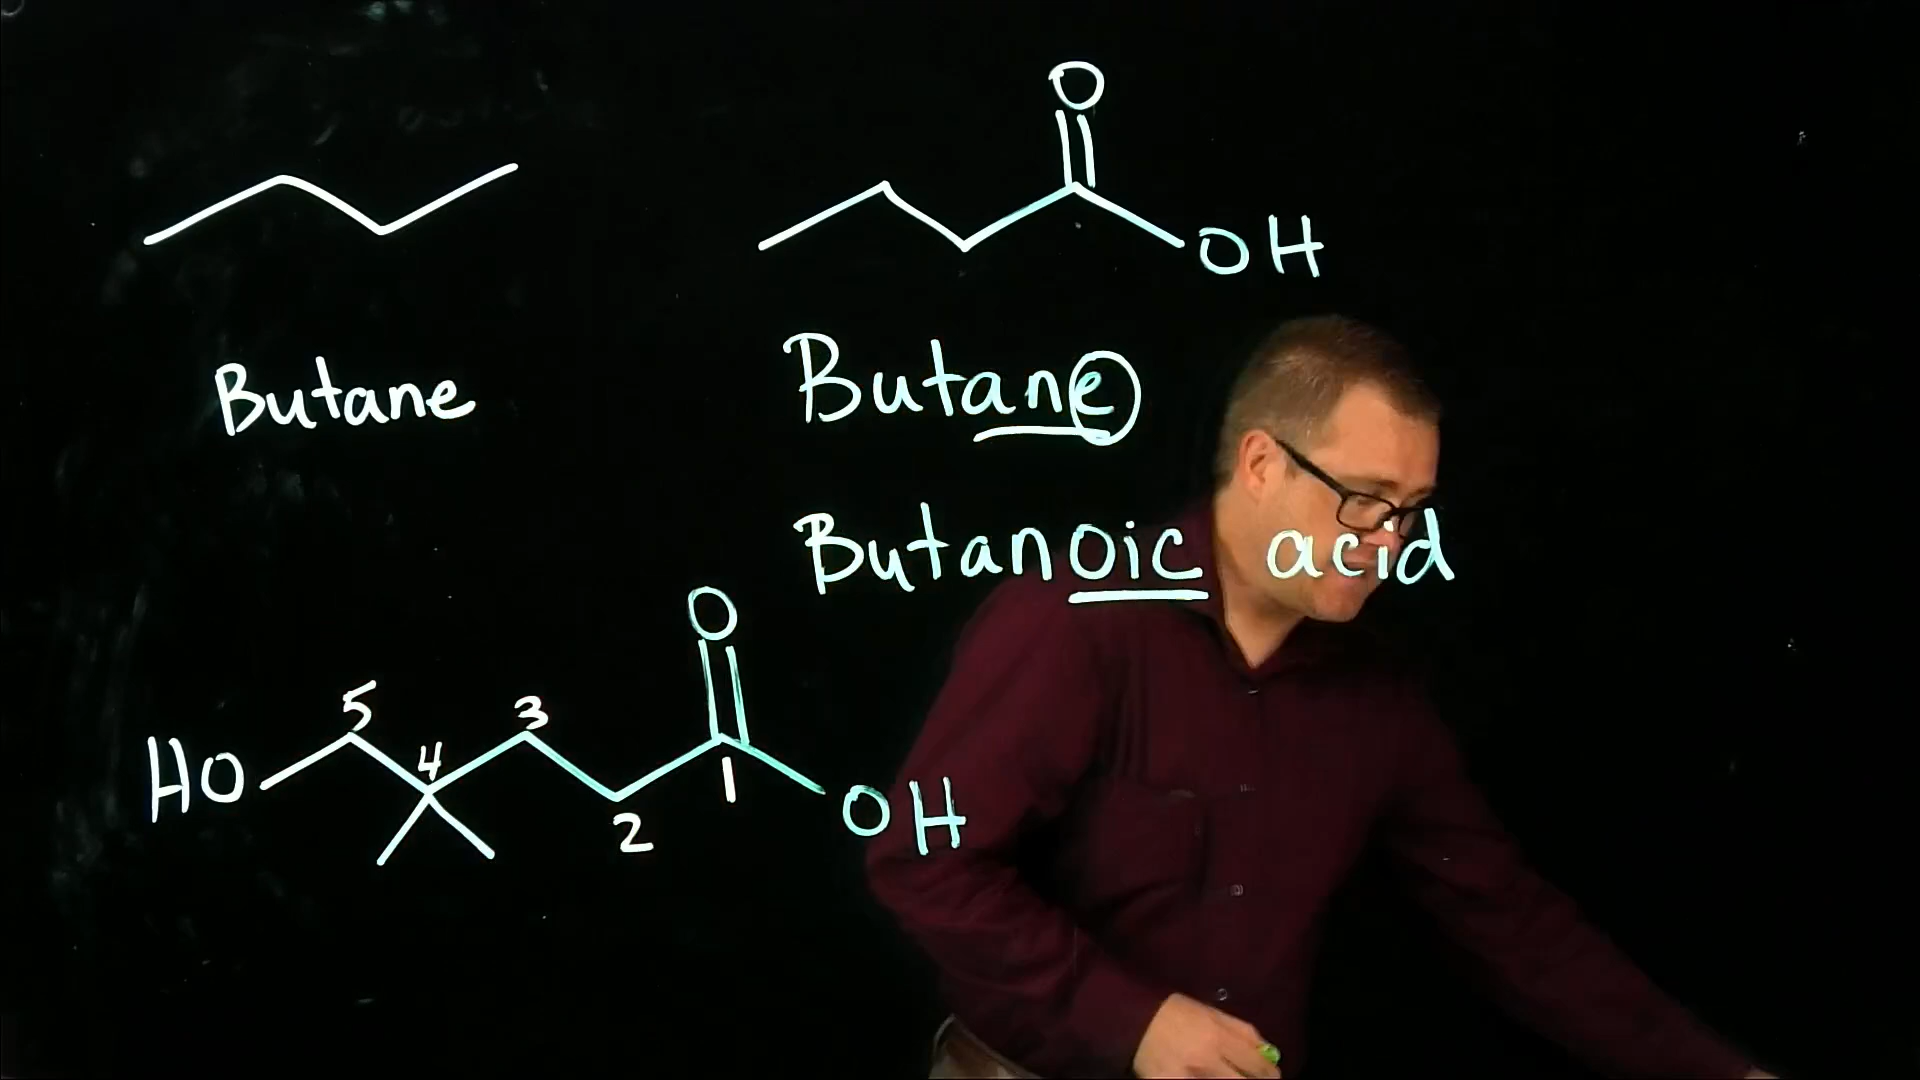 O
OH
Butane
Butane
Butanoic acid
O
HO 5 4 3 2 1 OH